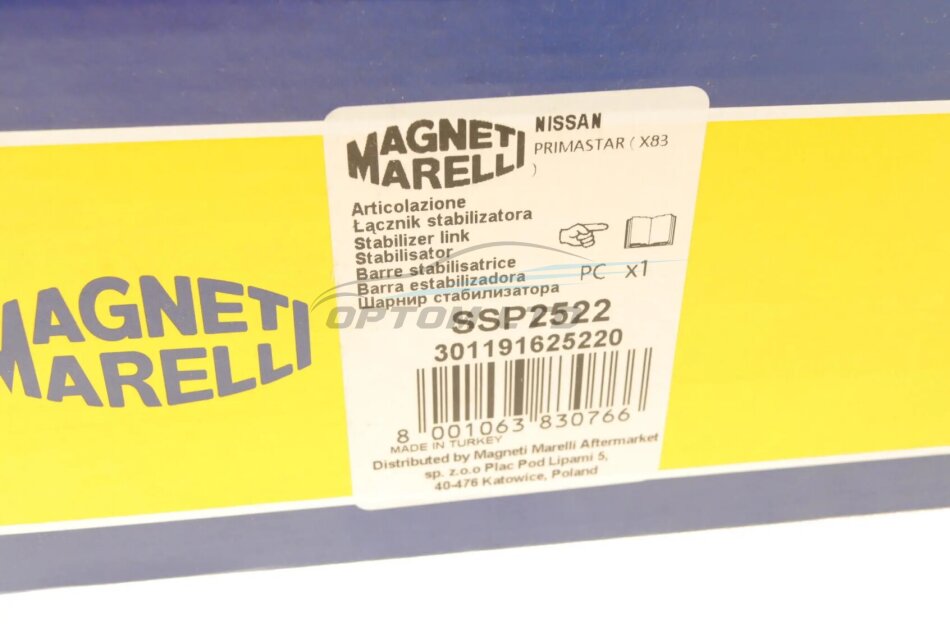 MAGNETI
MARELLI
MAGNETI
MARELLI
NISSAN
PRIMASTAR ( X83
)
Articolazione
Łącznik stabilizatora
Stabilizer link
Stabilisator
Barre stabilisatrice
Barra estabilizadora
Шарнир стабилизатора
PC x1
SSP2522
301191625220
8 001063 830766
MADE IN TURKEY
Distributed by Magneti Marelli Aftermarket
sp. z.o.o Plac Pod Lipami 5,
40-476 Katowice, Poland